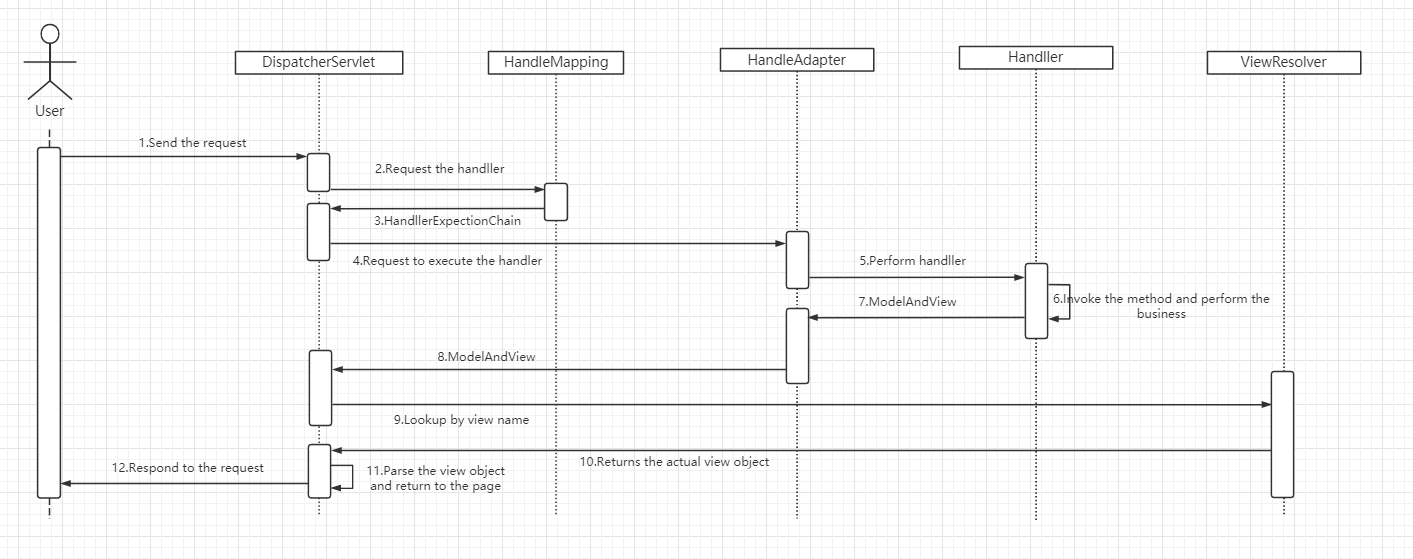 User
DispatcherServlet
HandleMapping
HandleAdapter
Handller
ViewResolver
1.Send the request
2.Request the handller
3.HandllerExpectionChain
4.Request to execute the handler
5.Perform handller
6.Invoke the method and perform the
business
7.ModelAndView
8.ModelAndView
9.Lookup by view name
10.Returns the actual view object
11.Parse the view object
and return to the page
12.Respond to the request